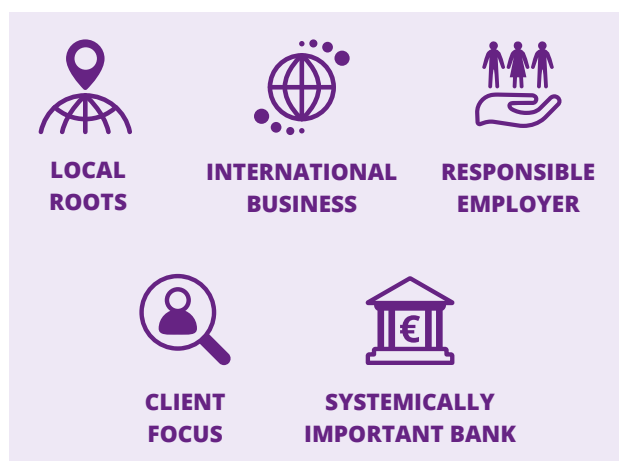 LOCAL
ROOTS
INTERNATIONAL
BUSINESS
RESPONSIBLE
EMPLOYER
€
CLIENT
FOCUS
SYSTEMICALLY
IMPORTANT BANK